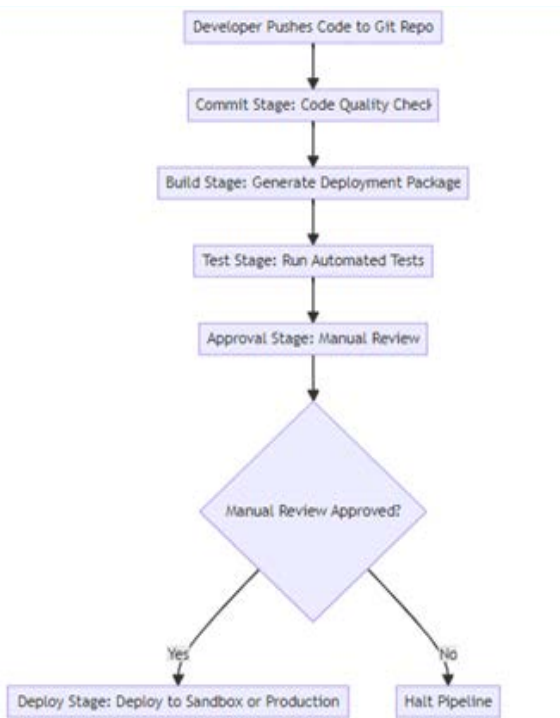 Developer Pushes Code to Git Repo
Commit Stage: Code Quality Check
Build Stage: Generate Deployment Package
Test Stage: Run Automated Tests
Approval Stage: Manual Review
Manual Review Approved?
Yes
No
Deploy Stage: Deploy to Sandbox or Production
Halt Pipeline